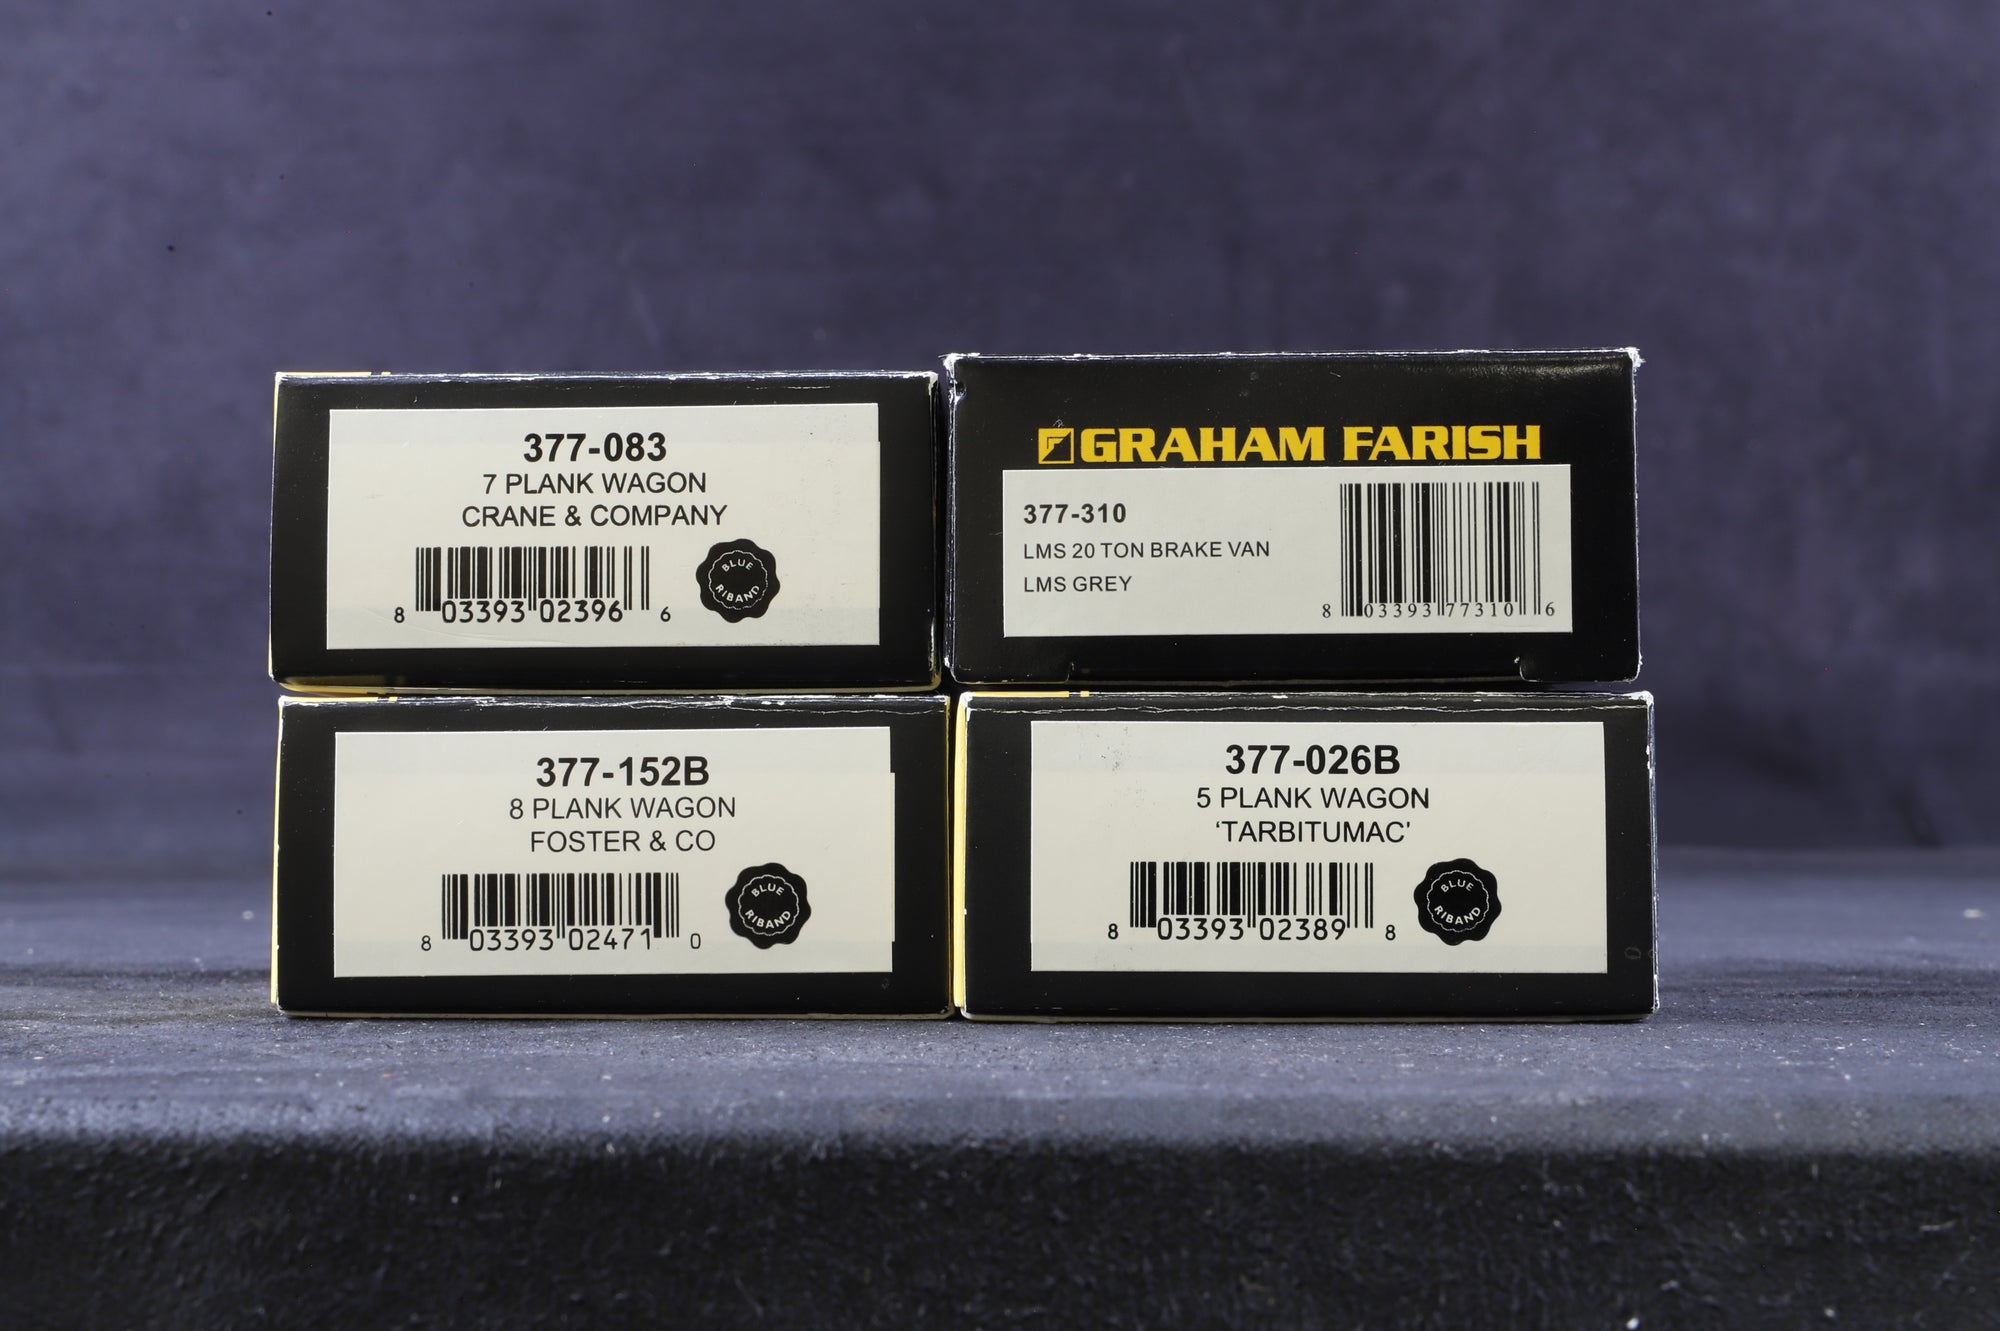 377-083
7 PLANK WAGON
CRANE & COMPANY
8 03393 02396 6
BLUE
RIBAND
GRAHAM FARISH
377-310
LMS 20 TON BRAKE VAN
LMS GREY
8 03393 77310 6
377-152B
8 PLANK WAGON
FOSTER & CO
8 03393 02471 0
BLUE
RIBAND
377-026B
5 PLANK WAGON
‘TARBITUMAC’
8 03393 02389 8
BLUE
RIBAND